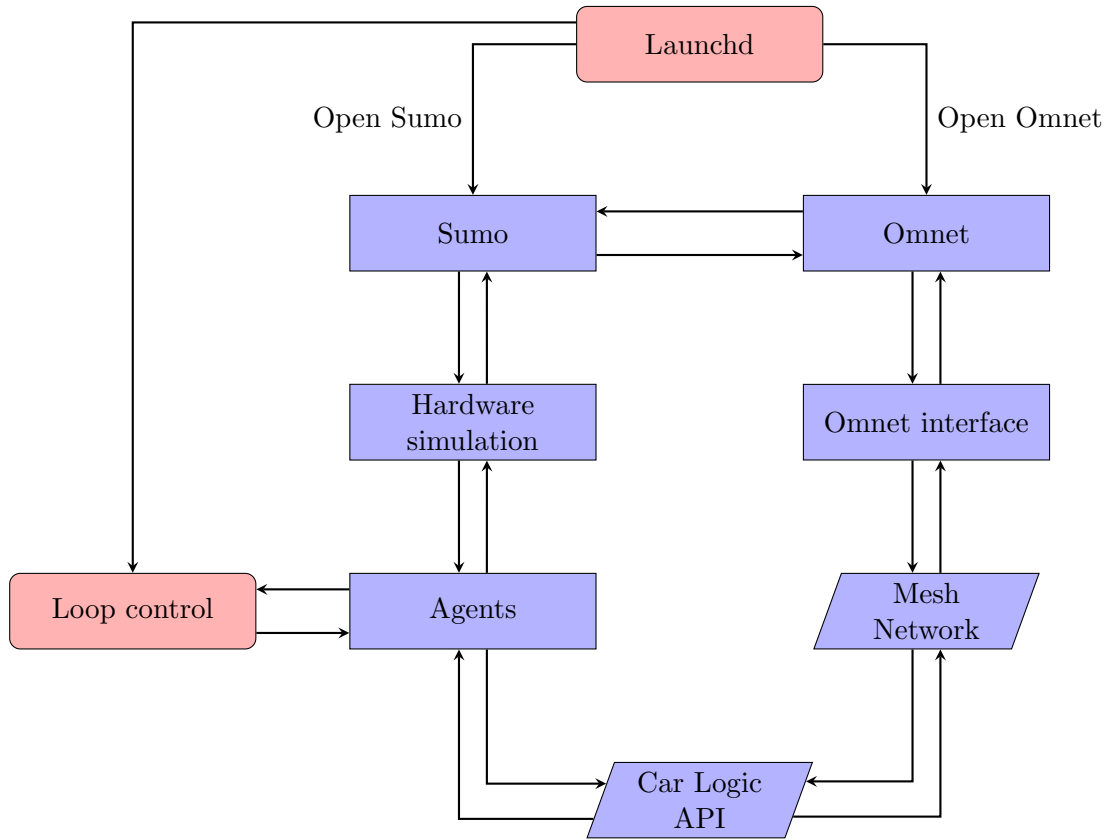 Launchd
Open Sumo
Open Omnet
Sumo
Omnet
Hardware
simulation
Omnet interface
Loop control
Agents
Mesh
Network
Car Logic
API